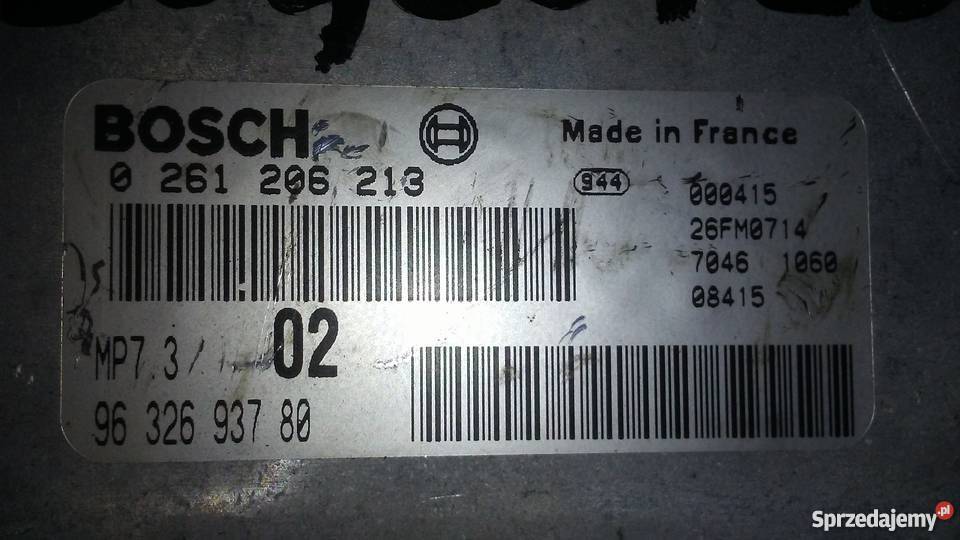 BOSCH
Made in France
0 261 206 213
944
000415
26FM0714
7046 1060
08415
MP7.3/
02
96 326 937 80
Sprzedajemy.pl